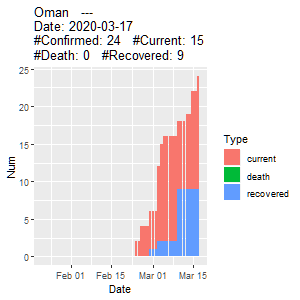 Oman   ---
Date: 2020-03-17
#Confirmed: 24   #Current: 15
#Death: 0   #Recovered: 9
25
20
15
10
5
0
Num
Feb 01
Feb 15
Mar 01
Mar 15
Date
Type
current
death
recovered